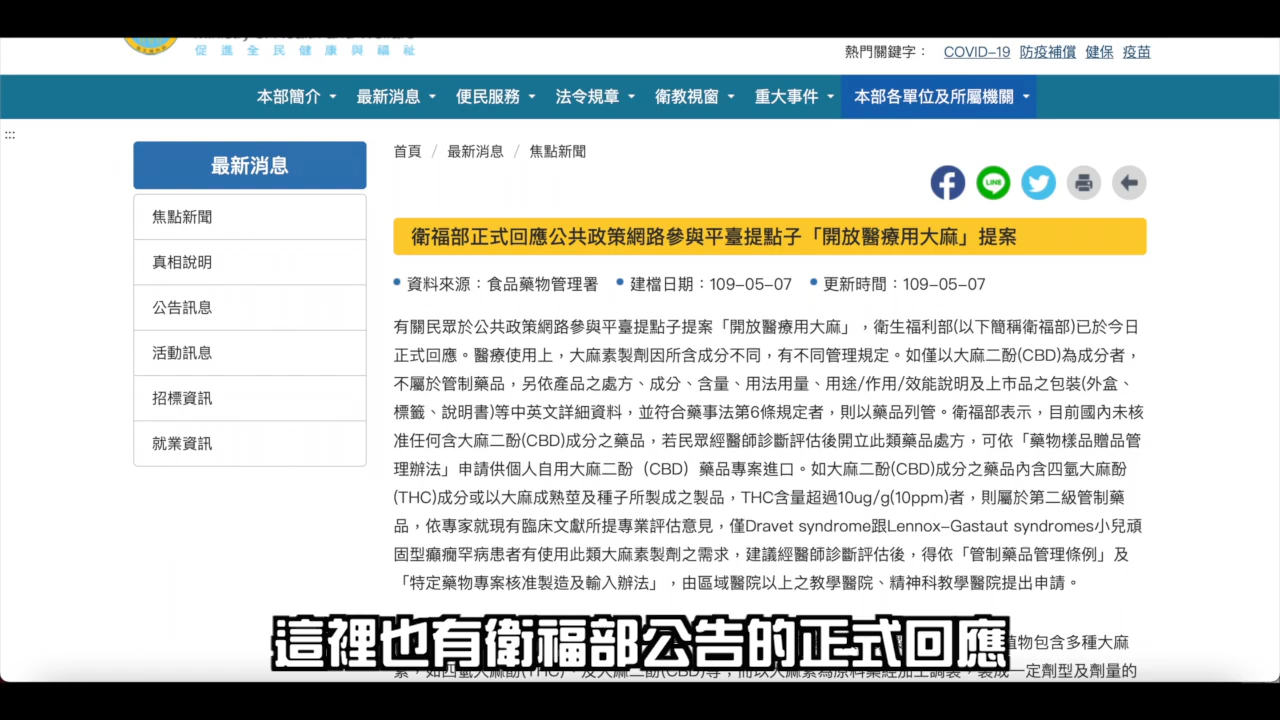 促進全民健康與福祉
熱門關鍵字： COVID-19 防疫補償 健保 疫苗
本部簡介 最新消息 便民服務 法令規章 衛教視窗 重大事件 本部各單位及所屬機關
:::
最新消息
焦點新聞
真相說明
公告訊息
活動訊息
招標資訊
就業資訊
首頁 / 最新消息 / 焦點新聞
LINE
衛福部正式回應公共政策網路參與平臺提點子「開放醫療用大麻」提案
資料來源：食品藥物管理署 建檔日期：109-05-07 更新時間：109-05-07
有關民眾於公共政策網路參與平臺提點子提案「開放醫療用大麻」，衛生福利部(以下簡稱衛福部)已於今日
正式回應。醫療使用上，大麻素製劑因所含成分不同，有不同管理規定。如僅以大麻二酚(CBD)為成分者，
不屬於管制藥品，另依產品之處方、成分、含量、用法用量、用途/作用/效能說明及上市品之包裝(外盒、
標籤、說明書)等中英文詳細資料，並符合藥事法第6條規定者，則以藥品列管。衛福部表示，目前國內未核
准任何含大麻二酚(CBD)成分之藥品，若民眾經醫師診斷評估後開立此類藥品處方，可依「藥物樣品贈品管
理辦法」申請供個人自用大麻二酚（CBD）藥品專案進口。如大麻二酚(CBD)成分之藥品內含四氫大麻酚
(THC)成分或以大麻成熟莖及種子所製成之製品，THC含量超過10ug/g(10ppm)者，則屬於第二級管制藥
品，依專家就現有臨床文獻所提專業評估意見，僅Dravet syndrome跟Lennox-Gastaut syndromes小兒頑
固型癲癇罕病患者有使用此類大麻素製劑之需求，建議經醫師診斷評估後，得依「管制藥品管理條例」及
「特定藥物專案核准製造及輸入辦法」，由區域醫院以上之教學醫院、精神科教學醫院提出申請。
植物包含多種大麻
這裡也有衛福部公告的正式回應